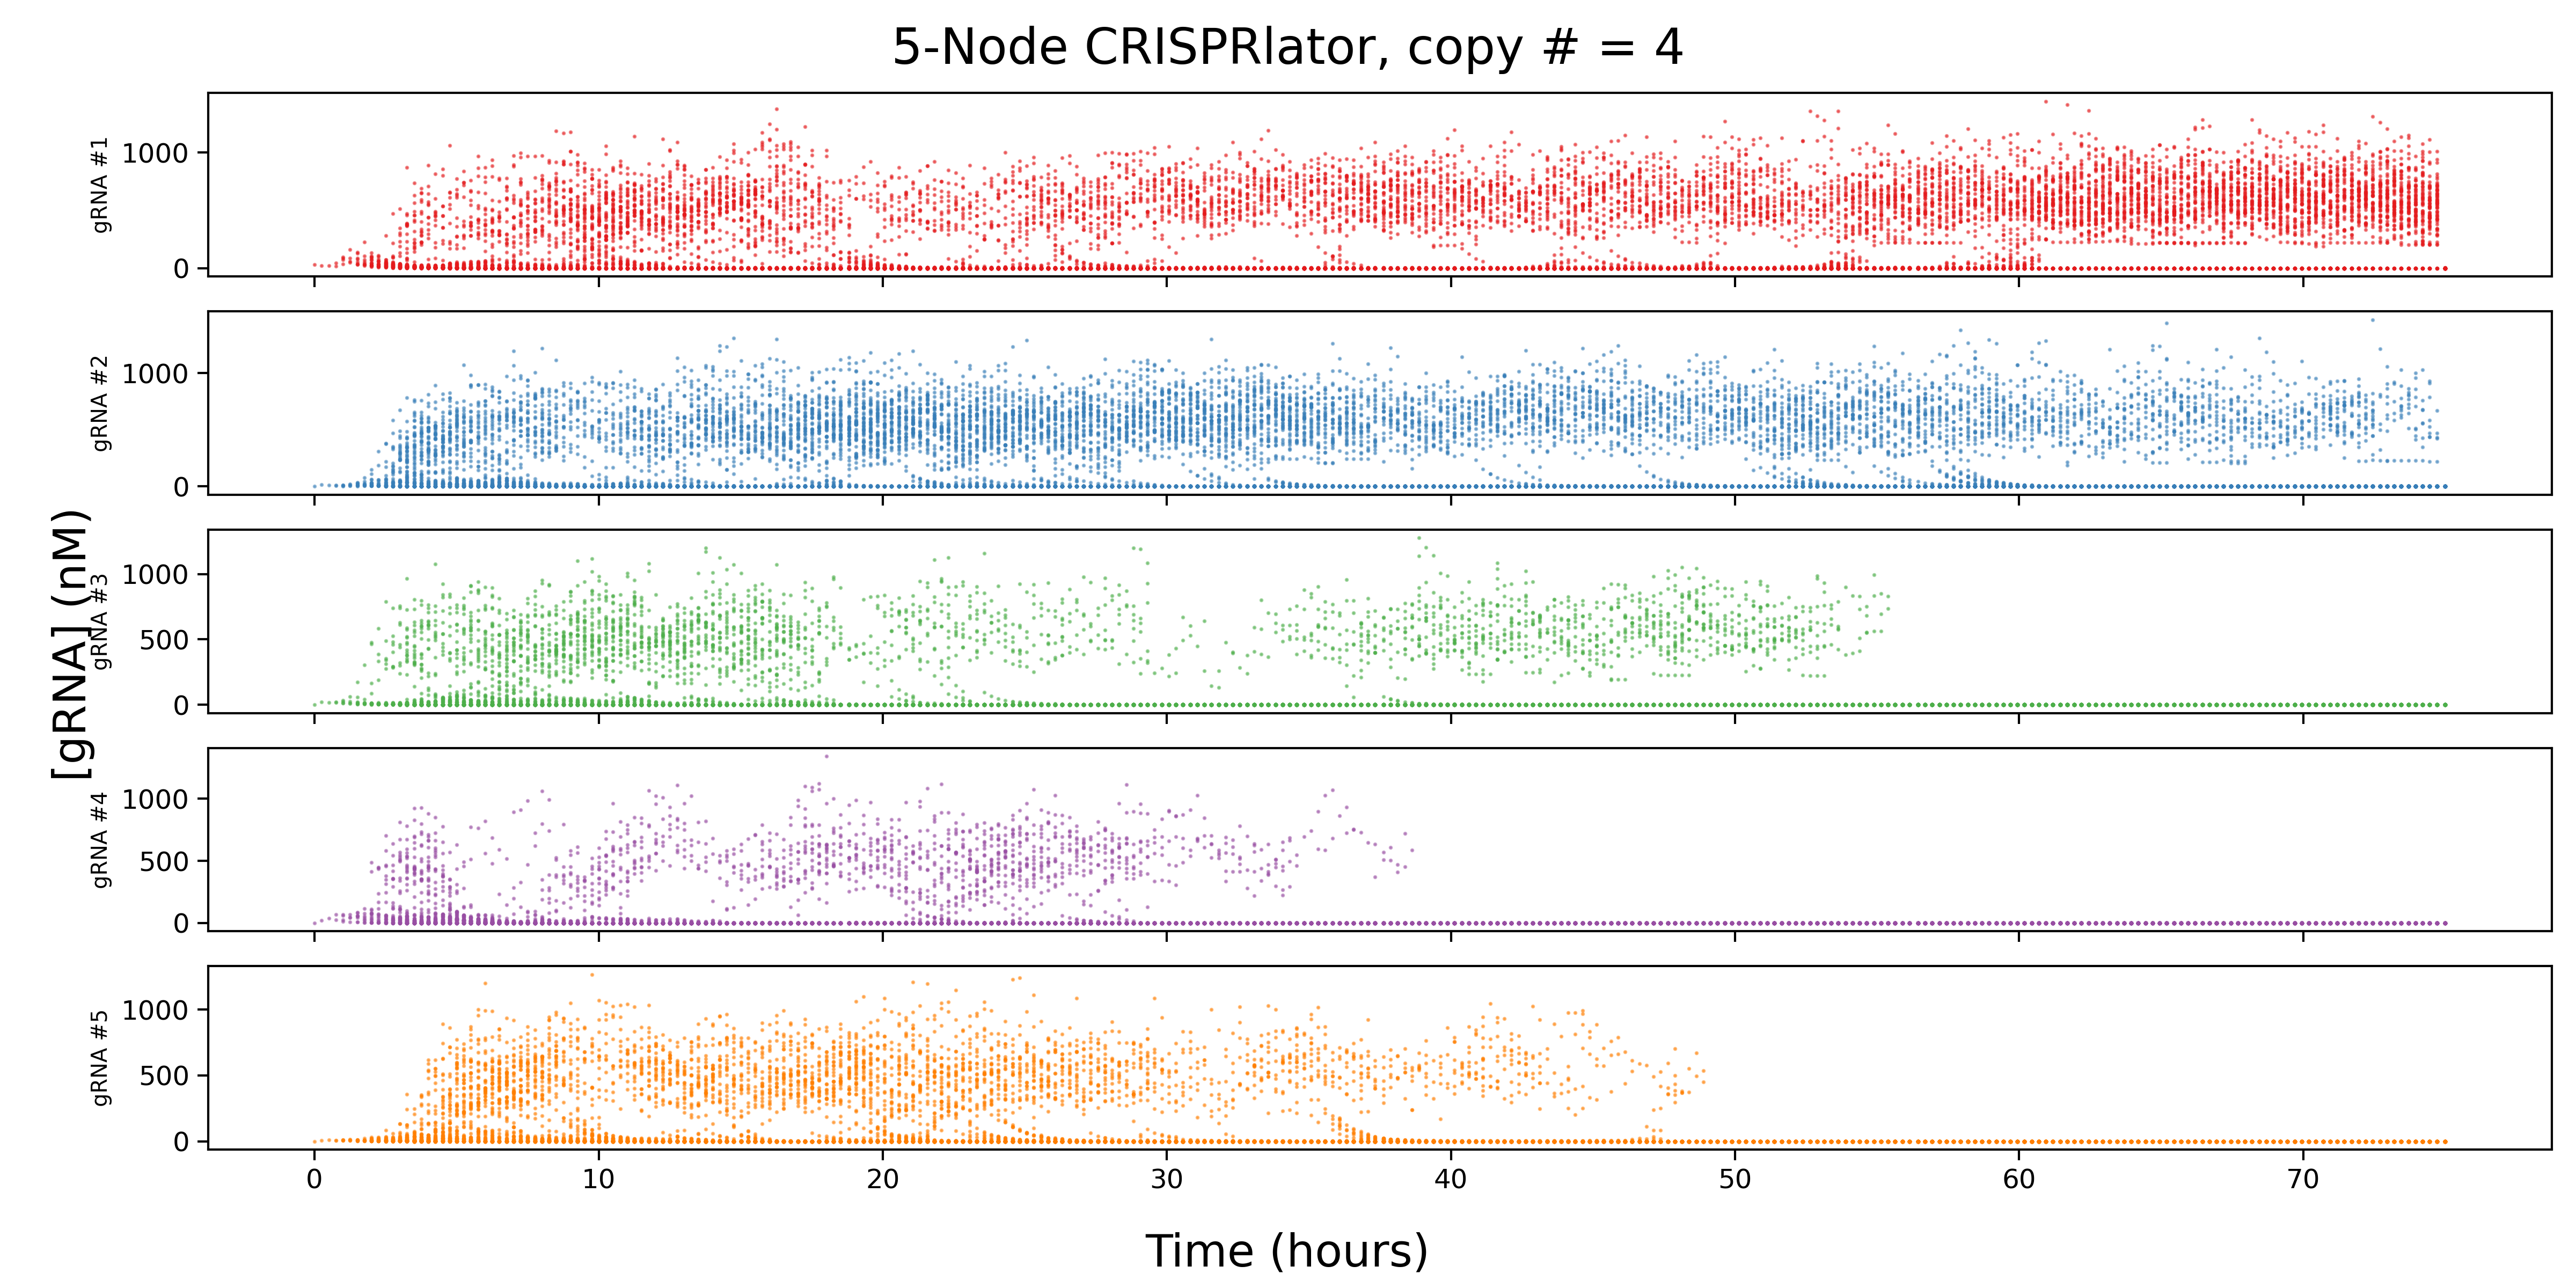 5-Node CRISPRlator, copy # = 4
[gRNA] (nM)
gRNA #1
1000
0
gRNA #2
1000
0
gRNA #3
1000
500
0
gRNA #4
1000
500
0
gRNA #5
1000
500
0
0 10 20 30 40 50 60 70
Time (hours)